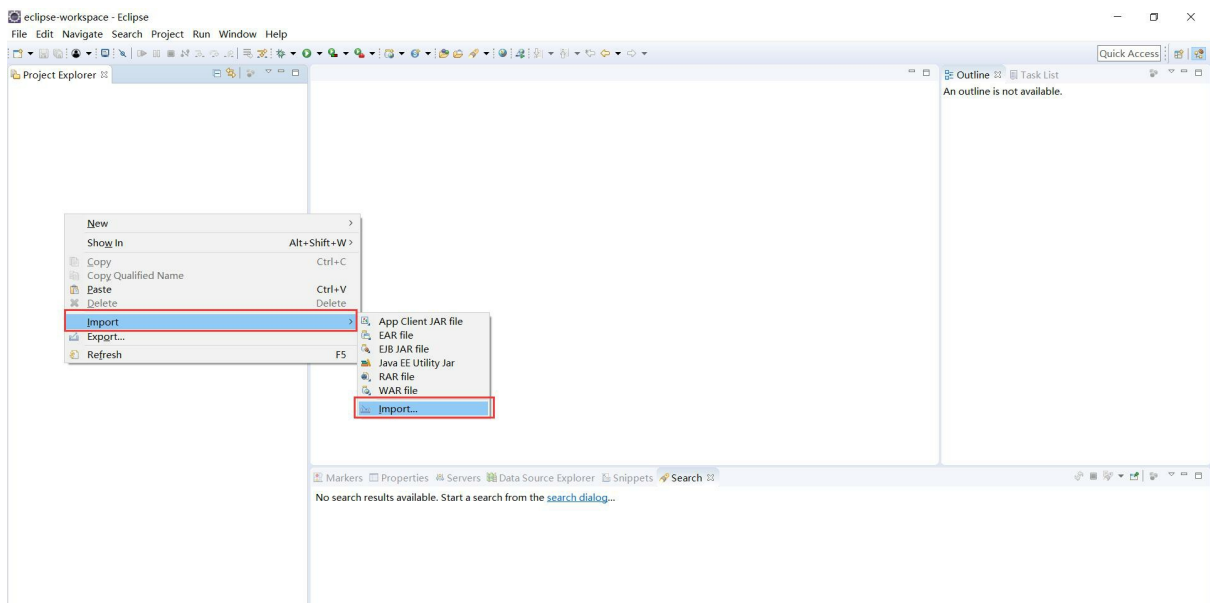 eclipse-workspace - Eclipse
File Edit Navigate Search Project Run Window Help
Quick Access
Project Explorer
Outline Task List
An outline is not available.
New
Show In Alt+Shift+W
Copy Ctrl+C
Copy Qualified Name
Paste Ctrl+V
Delete Delete
Import
Export...
Refresh F5
App Client JAR file
EAR file
EJB JAR file
Java EE Utility Jar
RAR file
WAR file
Import...
Markers Properties Servers Data Source Explorer Snippets Search
No search results available. Start a search from the search dialog...